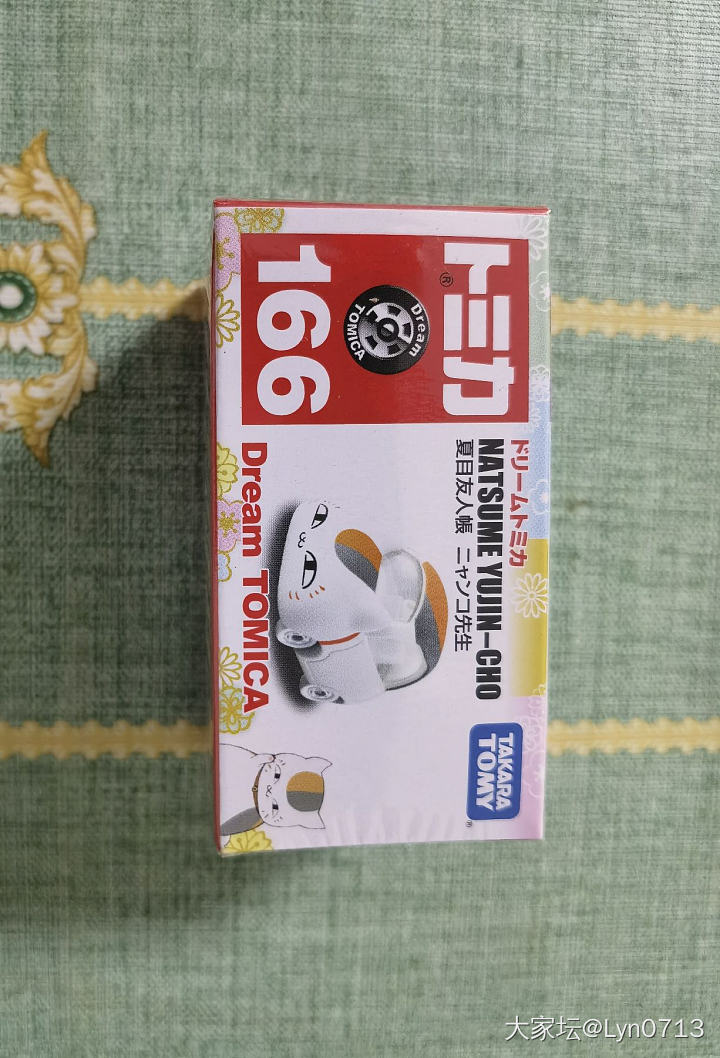 トミカ®
Dream
TOMICA
166
ドリームトミカ
NATSUME YUJIN-CHO
夏目友人帳 ニャンコ先生
Dream TOMICA
TAKARA
TOMY®
大家坛@Lyn0713